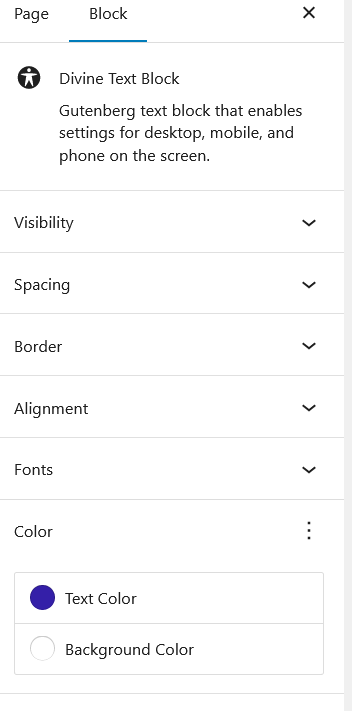 Page Block
Divine Text Block
Gutenberg text block that enables
settings for desktop, mobile, and
phone on the screen.
Visibility
Spacing
Border
Alignment
Fonts
Color
Text Color
Background Color